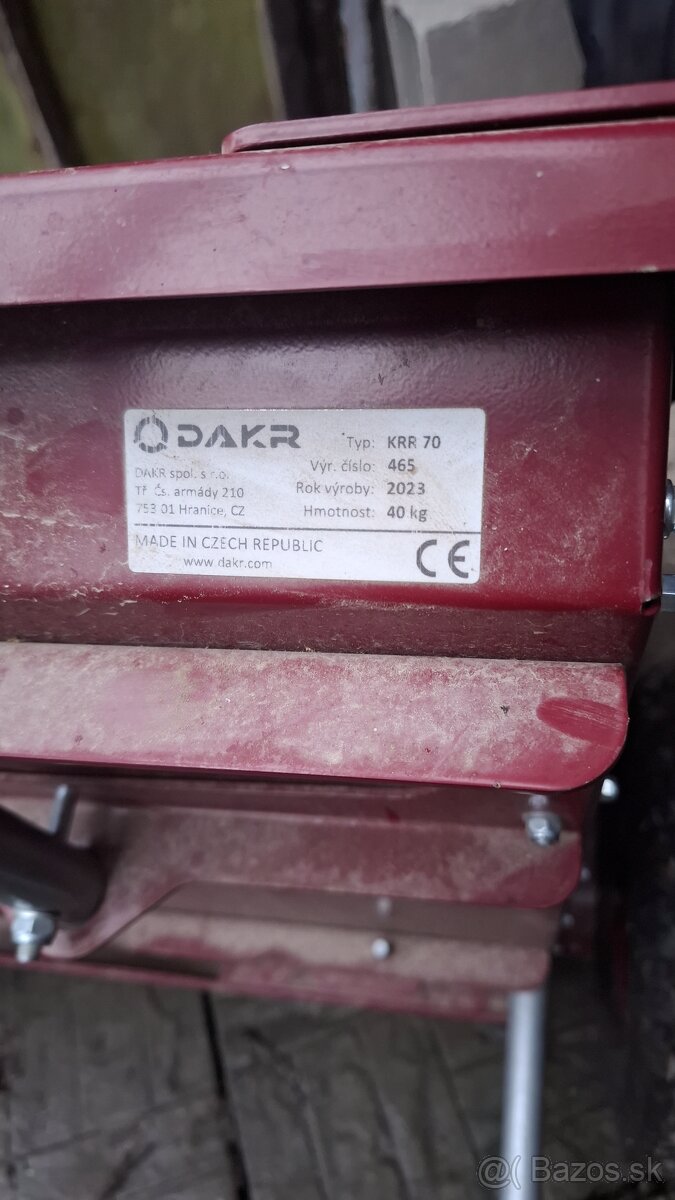 DAKR
Typ: KRR 70
DAKR spol. s r.o.
Výr. číslo: 465
Tř. Čs. armády 210
Rok výroby: 2023
753 01 Hranice, CZ
Hmotnost: 40 kg
MADE IN CZECH REPUBLIC
www.dakr.com
CE
@ Bazos.sk